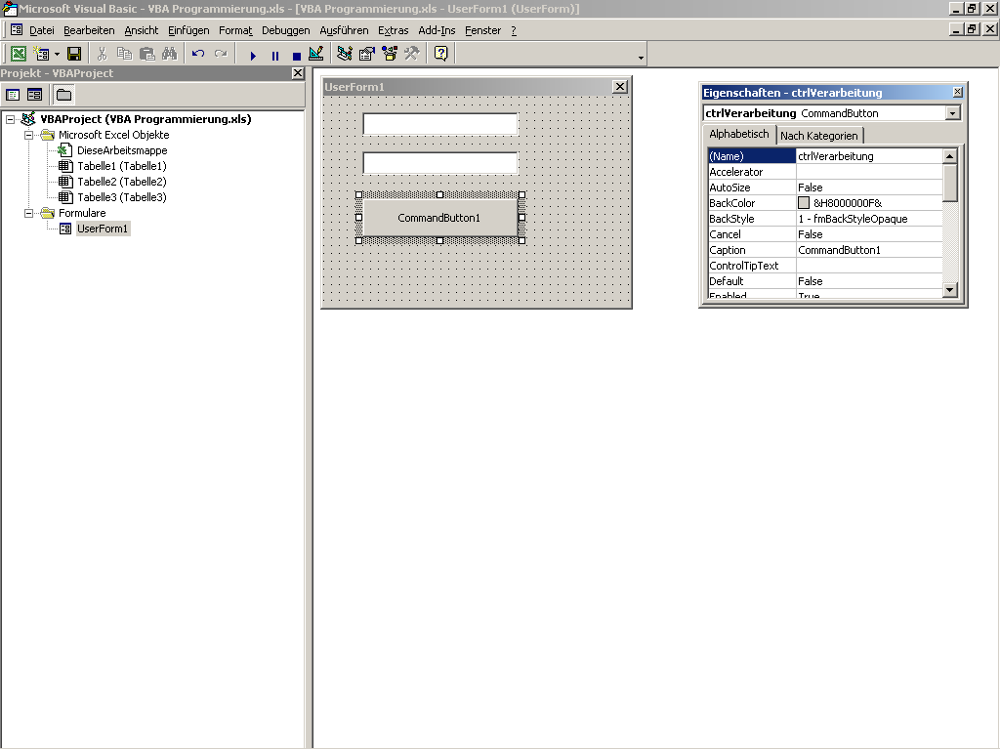 Microsoft Visual Basic - VBA Programmierung.xls - [VBA Programmierung.xls - UserForm1 (UserForm)]
Datei Bearbeiten Ansicht Einfügen Format Debuggen Ausführen Extras Add-Ins Fenster ?
Projekt - VBAProject
VBAProject (VBA Programmierung.xls)
Microsoft Excel Objekte
DieseArbeitsmappe
Tabelle1 (Tabelle1)
Tabelle2 (Tabelle2)
Tabelle3 (Tabelle3)
Formulare
UserForm1
UserForm1
CommandButton1
Eigenschaften - ctrlVerarbeitung
ctrlVerarbeitung CommandButton
Alphabetisch Nach Kategorien
(Name) ctrlVerarbeitung
Accelerator
AutoSize False
BackColor &H8000000F&
BackStyle 1 - fmBackStyleOpaque
Cancel False
Caption CommandButton1
ControlTipText
Default False
Enabled True